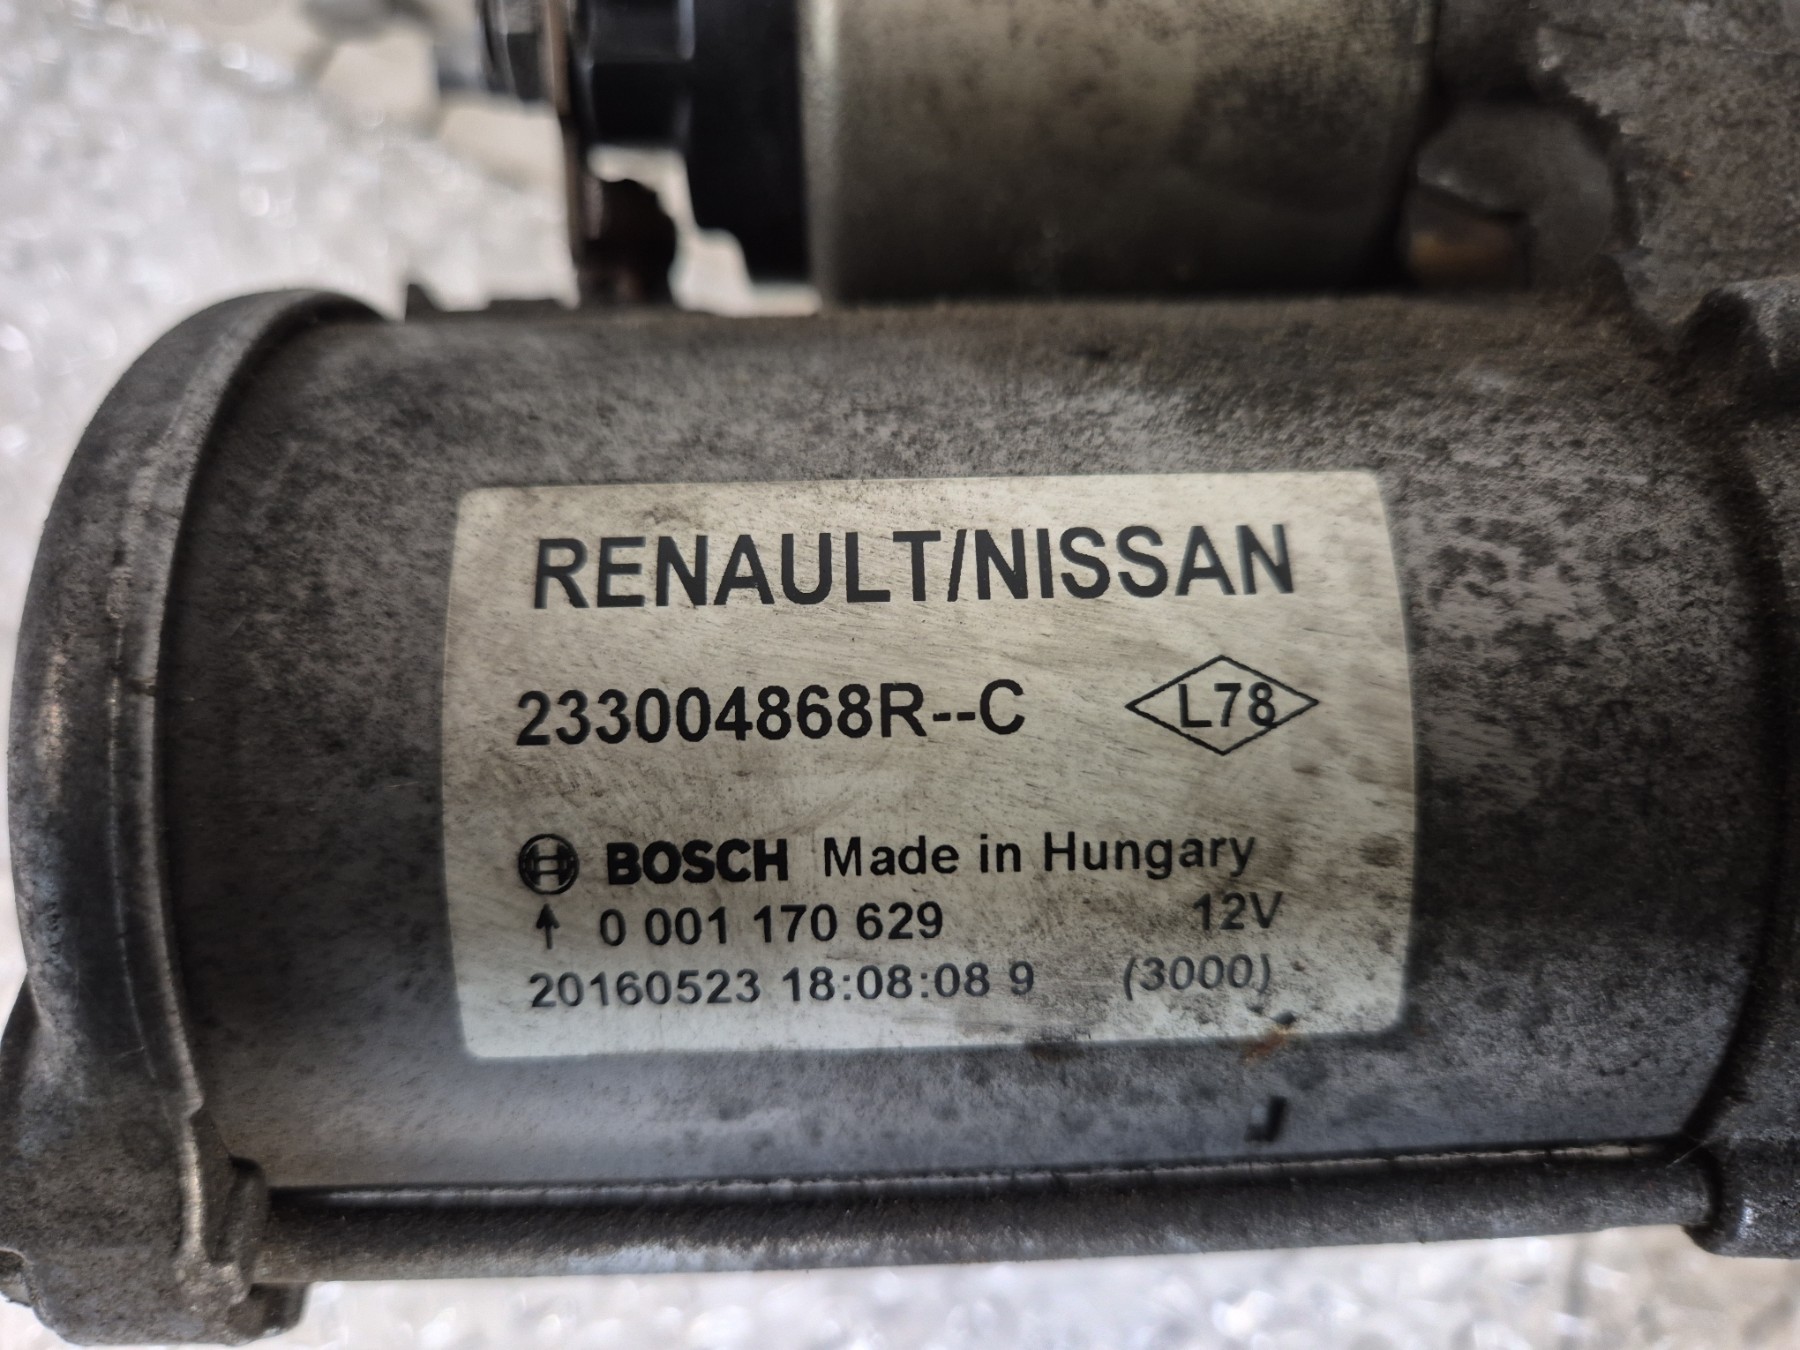 RENAULT/NISSAN
233004868R--C L78
BOSCH Made in Hungary
0 001 170 629 12V
20160523 18:08:08 9 (3000)